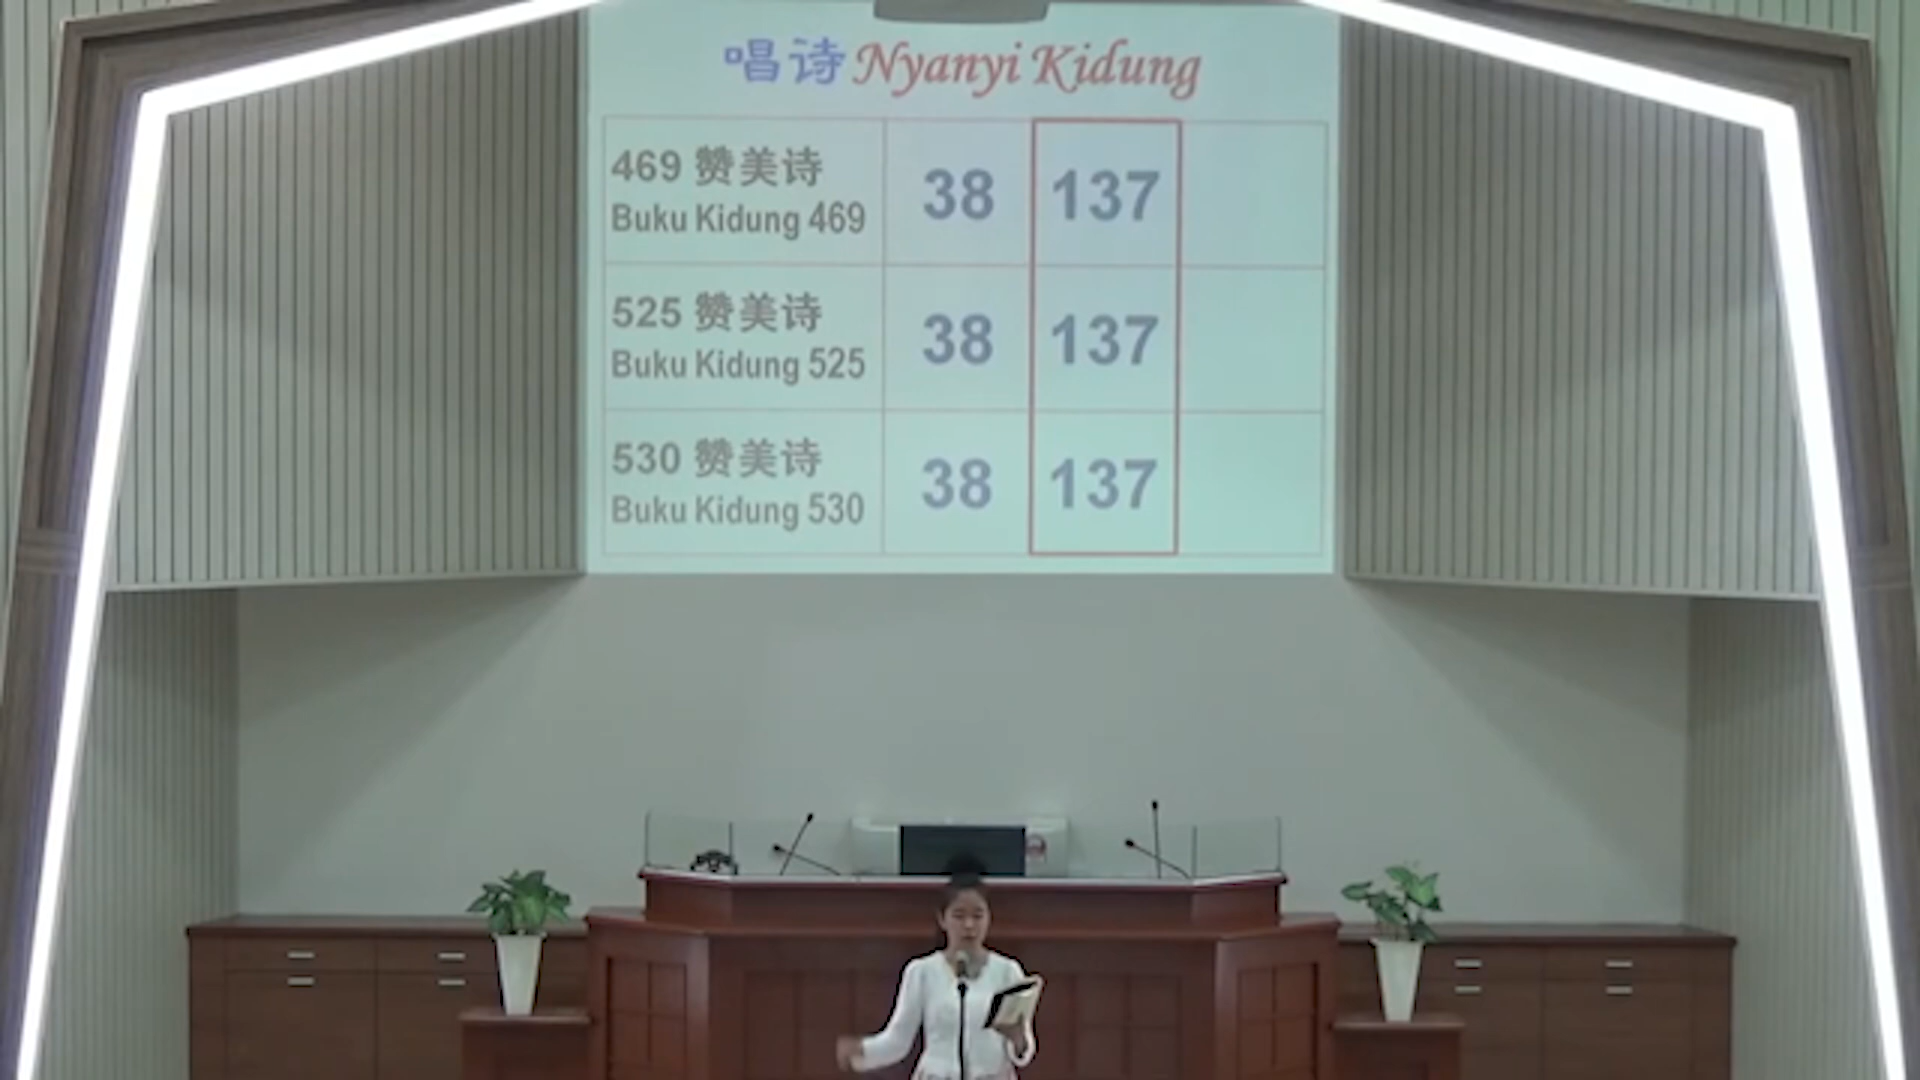 唱诗 Nyanyi Kidung
469 赞美诗
Buku Kidung 469
38
137
525 赞美诗
Buku Kidung 525
38
137
530 赞美诗
Buku Kidung 530
38
137